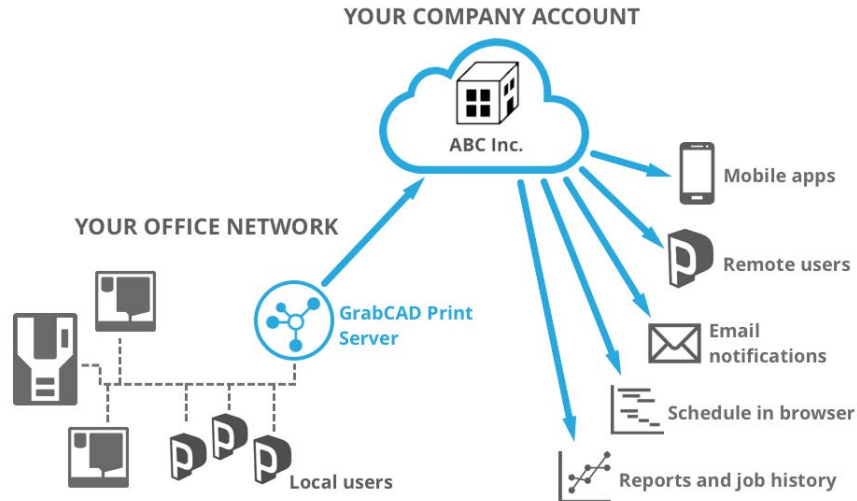 YOUR COMPANY ACCOUNT
ABC Inc.
Mobile apps
YOUR OFFICE NETWORK
Remote users
GrabCAD Print
Server
Email
notifications
Schedule in browser
Local users
Reports and job history